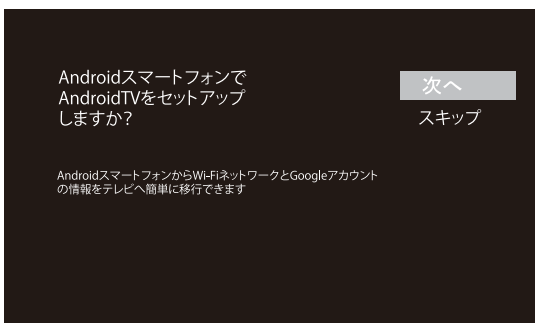 Androidスマートフォンで
AndroidTVをセットアップ
しますか?
次へ
スキップ
AndroidスマートフォンからWi-FiネットワークとGoogleアカウント
の情報をテレビへ簡単に移行できます